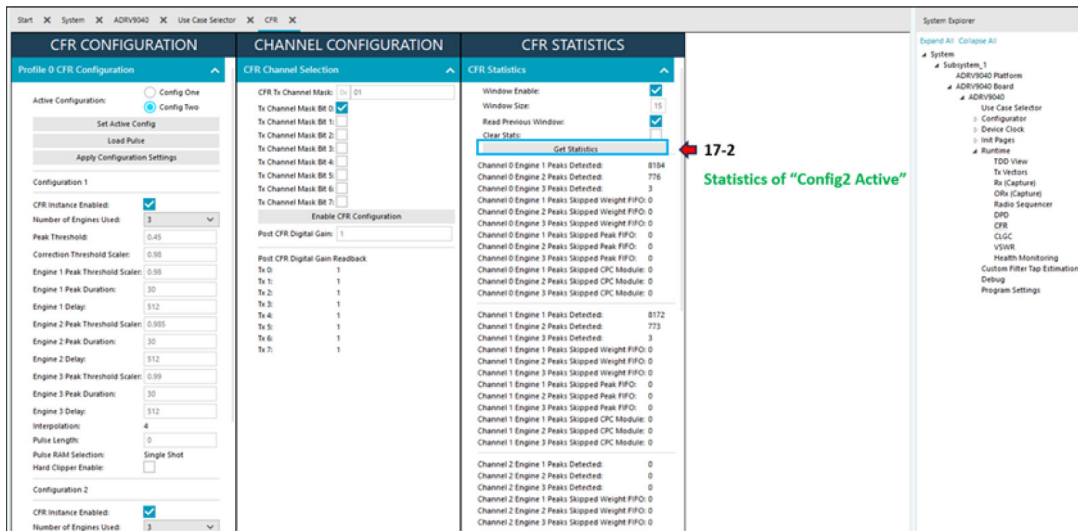 Start X System X ADRV9040 X Use Case Selector X CFR X
CFR CONFIGURATION
Profile 0 CFR Configuration
Active Configuration:
Config One
Config Two
Set Active Config
Load Pulse
Apply Configuration Settings
Configuration 1
CFR Instance Enabled:
Number of Engines Used: 3
Peak Threshold: 0.45
Correction Threshold Scaler: 0.98
Engine 1 Peak Threshold Scaler: 0.98
Engine 1 Peak Duration: 30
Engine 1 Delay: 512
Engine 2 Peak Threshold Scaler: 0.985
Engine 2 Peak Duration: 30
Engine 2 Delay: 512
Engine 3 Peak Threshold Scaler: 0.99
Engine 3 Peak Duration: 30
Engine 3 Delay: 512
Interpolation: 4
Pulse Length: 0
Pulse RAM Selection: Single Shot
Hard Clipper Enable:
Configuration 2
CFR Instance Enabled:
Number of Engines Used: 3
CHANNEL CONFIGURATION
CFR Channel Selection
CFR Tx Channel Mask: 0x 01
Tx Channel Mask Bit 0:
Tx Channel Mask Bit 1:
Tx Channel Mask Bit 2:
Tx Channel Mask Bit 3:
Tx Channel Mask Bit 4:
Tx Channel Mask Bit 5:
Tx Channel Mask Bit 6:
Tx Channel Mask Bit 7:
Enable CFR Configuration
Post CFR Digital Gain: 1
Post CFR Digital Gain Readback
Tx 0: 1
Tx 1: 1
Tx 2: 1
Tx 3: 1
Tx 4: 1
Tx 5: 1
Tx 6: 1
Tx 7: 1
CFR STATISTICS
CFR Statistics
Window Enable:
Window Size: 15
Read Previous Window:
Clear Stats:
Get Statistics
Channel 0 Engine 1 Peaks Detected: 8184
Channel 0 Engine 2 Peaks Detected: 776
Channel 0 Engine 3 Peaks Detected: 3
Channel 0 Engine 1 Peaks Skipped Weight FIFO: 0
Channel 0 Engine 2 Peaks Skipped Weight FIFO: 0
Channel 0 Engine 3 Peaks Skipped Weight FIFO: 0
Channel 0 Engine 1 Peaks Skipped Peak FIFO: 0
Channel 0 Engine 2 Peaks Skipped Peak FIFO: 0
Channel 0 Engine 3 Peaks Skipped Peak FIFO: 0
Channel 0 Engine 1 Peaks Skipped CPC Module: 0
Channel 0 Engine 2 Peaks Skipped CPC Module: 0
Channel 0 Engine 3 Peaks Skipped CPC Module: 0
Channel 1 Engine 1 Peaks Detected: 8172
Channel 1 Engine 2 Peaks Detected: 773
Channel 1 Engine 3 Peaks Detected: 3
Channel 1 Engine 1 Peaks Skipped Weight FIFO: 0
Channel 1 Engine 2 Peaks Skipped Weight FIFO: 0
Channel 1 Engine 3 Peaks Skipped Weight FIFO: 0
Channel 1 Engine 1 Peaks Skipped Peak FIFO: 0
Channel 1 Engine 2 Peaks Skipped Peak FIFO: 0
Channel 1 Engine 3 Peaks Skipped Peak FIFO: 0
Channel 1 Engine 1 Peaks Skipped CPC Module: 0
Channel 1 Engine 2 Peaks Skipped CPC Module: 0
Channel 1 Engine 3 Peaks Skipped CPC Module: 0
Channel 2 Engine 1 Peaks Detected: 0
Channel 2 Engine 2 Peaks Detected: 0
Channel 2 Engine 3 Peaks Detected: 0
Channel 2 Engine 1 Peaks Skipped Weight FIFO: 0
Channel 2 Engine 2 Peaks Skipped Weight FIFO: 0
Channel 2 Engine 3 Peaks Skipped Weight FIFO: 0
17-2
Statistics of "Config2 Active"
System Explorer
Expand All Collapse All
System
Subsystem_1
ADRV9040 Platform
ADRV9040 Board
ADRV9040
Use Case Selector
Configurator
Device Clock
Init Pages
Runtime
TDD View
Tx Vectors
Rx (Capture)
ORx (Capture)
Radio Sequencer
DPD
CFR
CLGC
VSWR
Health Monitoring
Custom Filter Tap Estimation
Debug
Program Settings